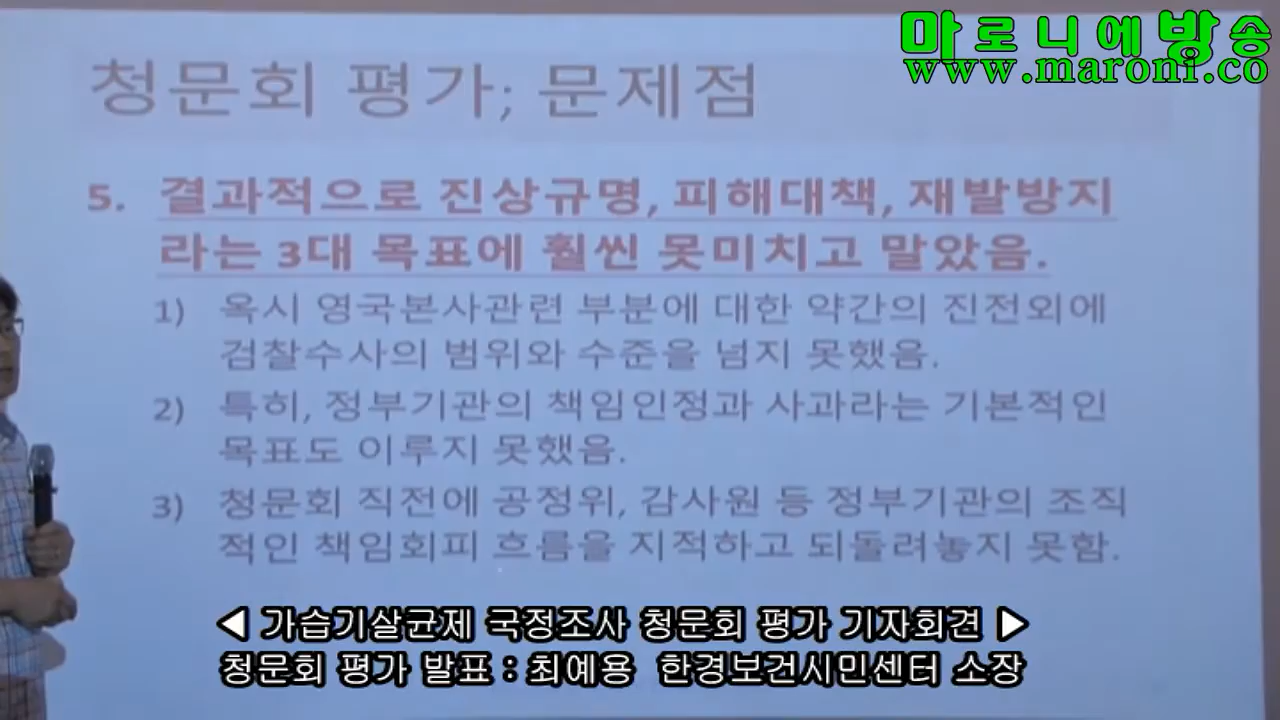 마로니에방송
www.maroni.co
청문회 평가; 문제점
5. 결과적으로 진상규명, 피해대책, 재발방지
라는 3대 목표에 훨씬 못미치고 말았음.
1) 옥시 영국본사관련 부분에 대한 약간의 진전외에
검찰수사의 범위와 수준을 넘지 못했음.
2) 특히, 정부기관의 책임인정과 사과라는 기본적인
목표도 이루지 못했음.
3) 청문회 직전에 공정위, 감사원 등 정부기관의 조직
적인 책임회피 흐름을 지적하고 되돌려놓지 못함.
◀ 가습기살균제 국정조사 청문회 평가 기자회견 ▶
청문회 평가 발표 : 최예용 한경보건시민센터 소장